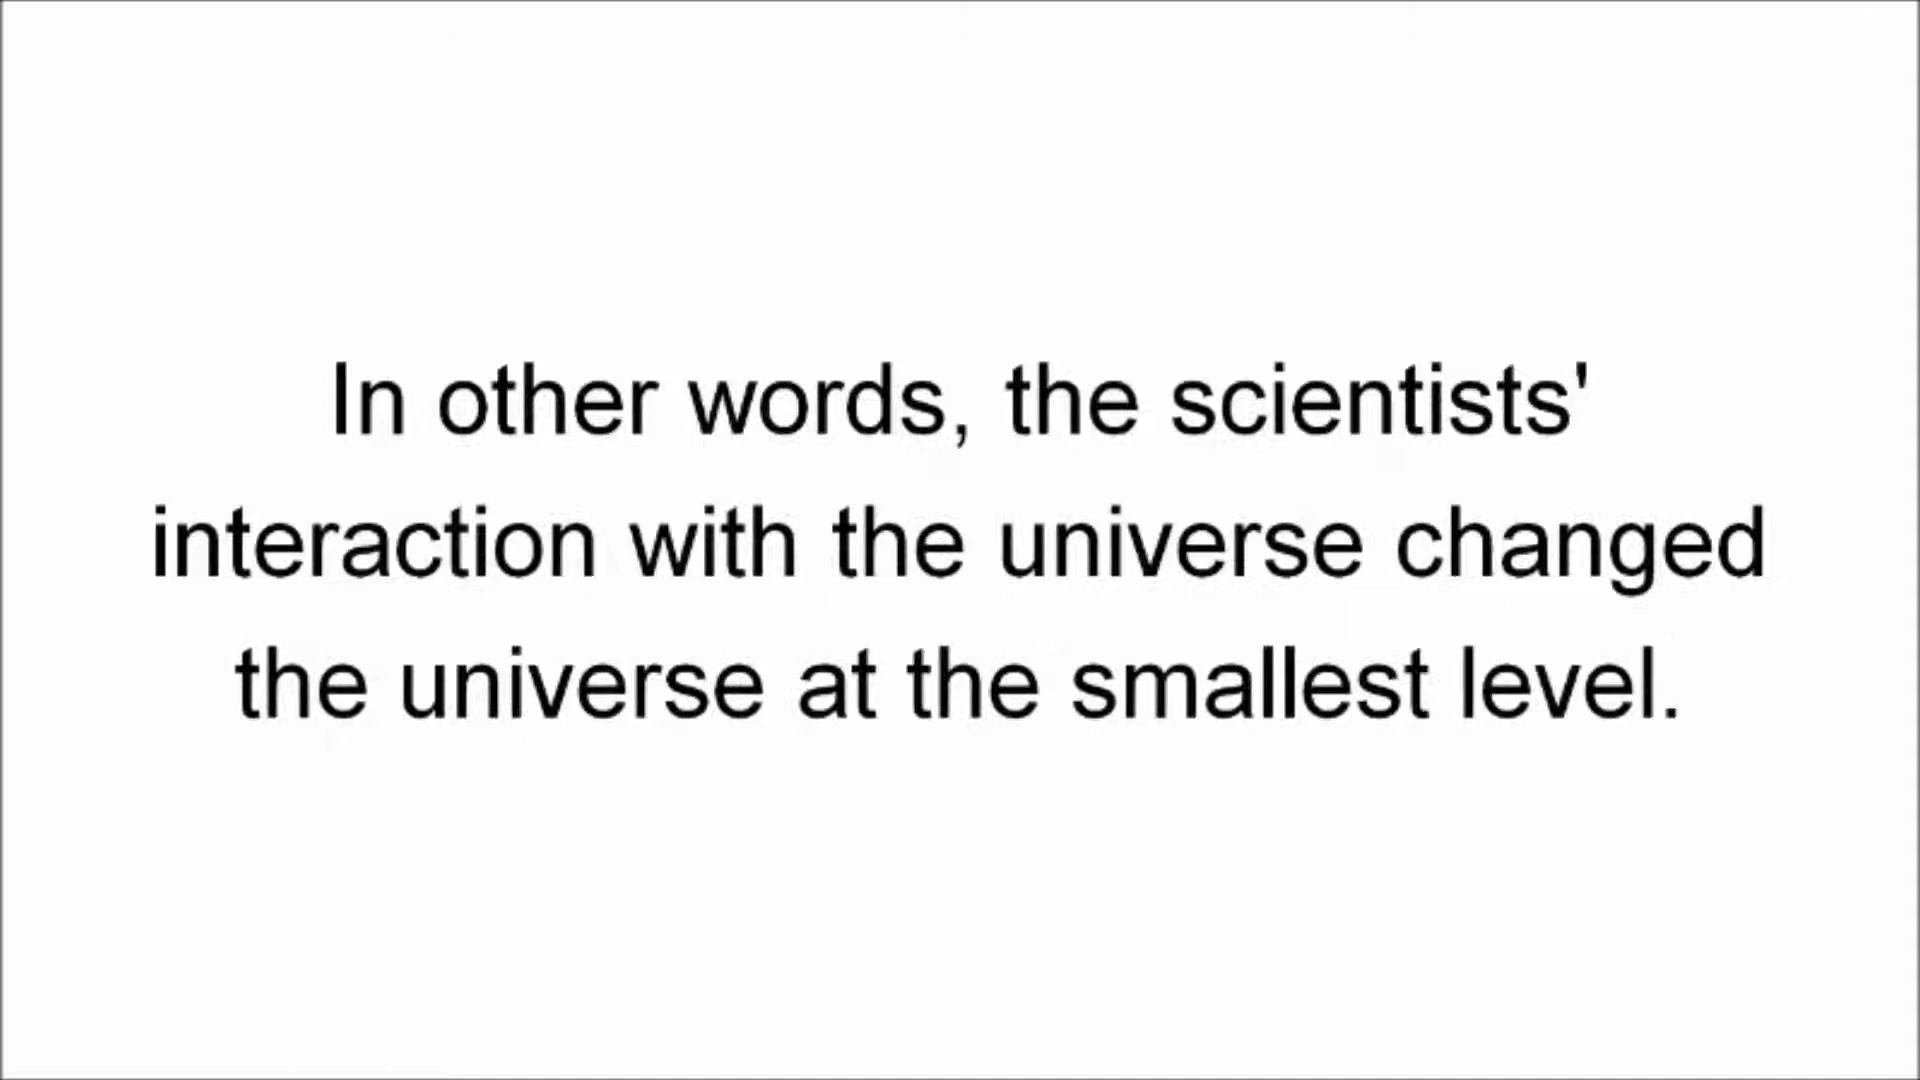 In other words, the scientists'
interaction with the universe changed
the universe at the smallest level.